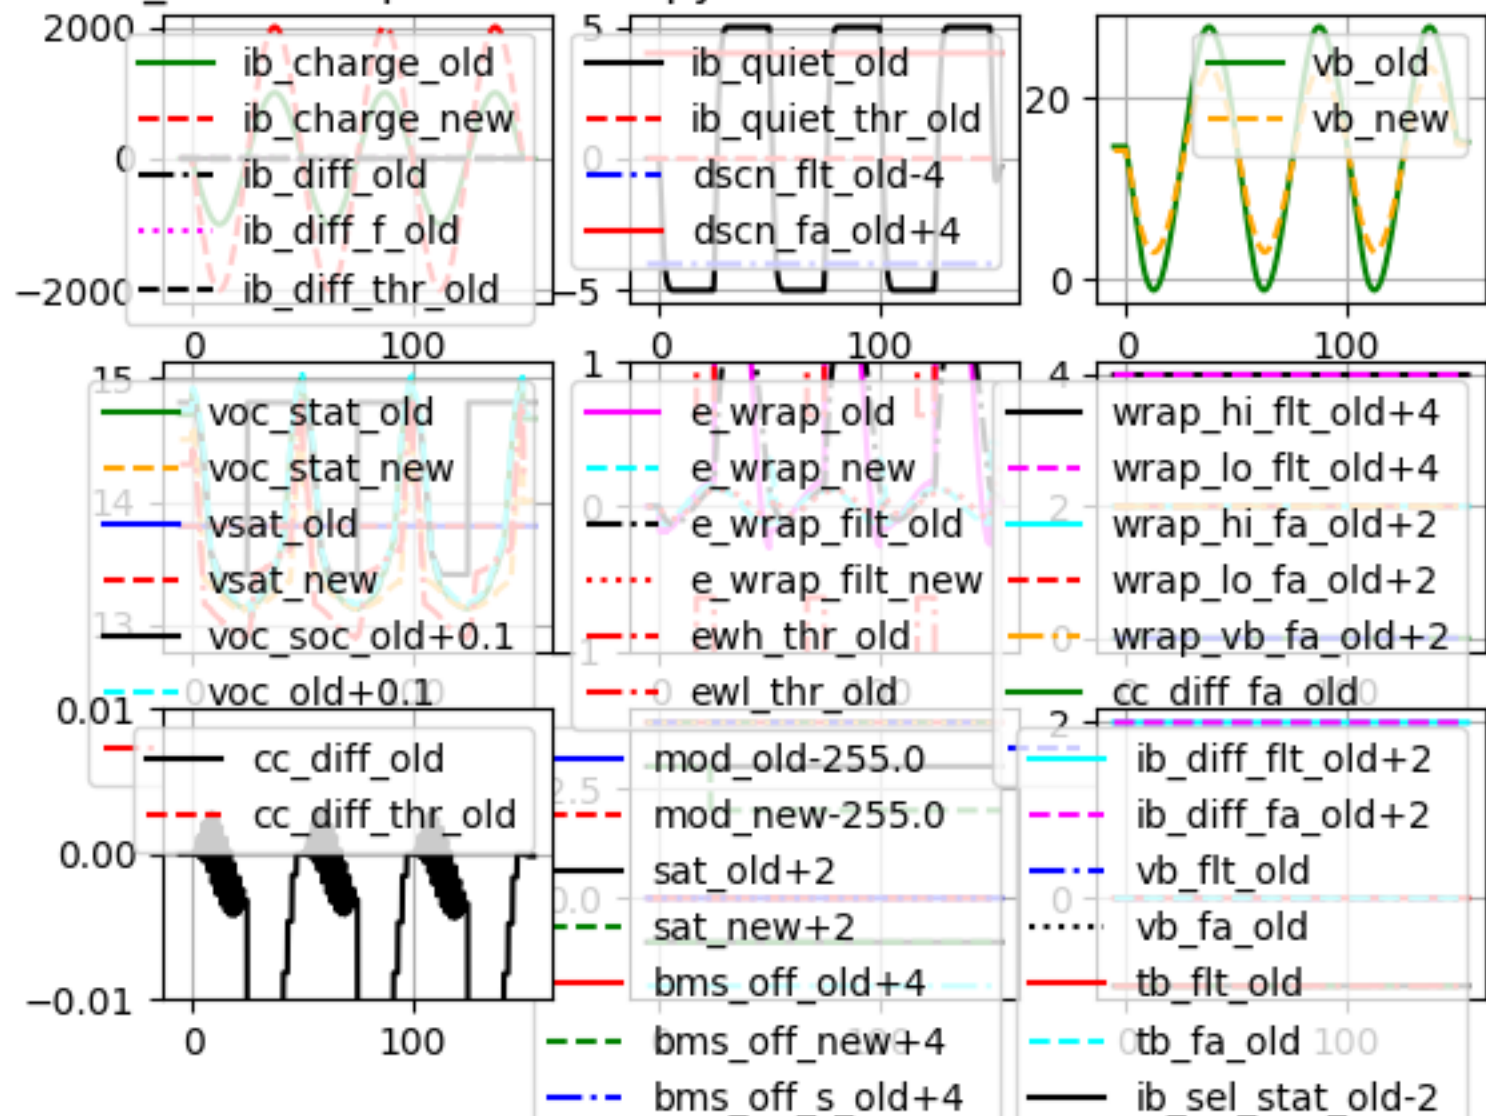 2000
0
−2000
0
100
ib_charge_old
ib_charge_new
ib_diff_old
ib_diff_f_old
ib_diff_thr_old
5
0
−5
0
100
ib_quiet_old
ib_quiet_thr_old
dscn_flt_old-4
dscn_fa_old+4
20
0
0
100
vb_old
vb_new
15
14
13
voc_stat_old
voc_stat_new
vsat_old
vsat_new
voc_soc_old+0.1
voc_old+0.1
1
0
e_wrap_old
e_wrap_new
e_wrap_filt_old
e_wrap_filt_new
ewh_thr_old
ewl_thr_old
4
2
0
wrap_hi_flt_old+4
wrap_lo_flt_old+4
wrap_hi_fa_old+2
wrap_lo_fa_old+2
wrap_vb_fa_old+2
cc_diff_fa_old
0.01
0.00
−0.01
0
100
cc_diff_old
cc_diff_thr_old
mod_old-255.0
mod_new-255.0
sat_old+2
sat_new+2
bms_off_old+4
bms_off_new+4
bms_off_s_old+4
2
0
ib_diff_flt_old+2
ib_diff_fa_old+2
vb_flt_old
vb_fa_old
tb_flt_old
tb_fa_old
ib_sel_stat_old-2
100